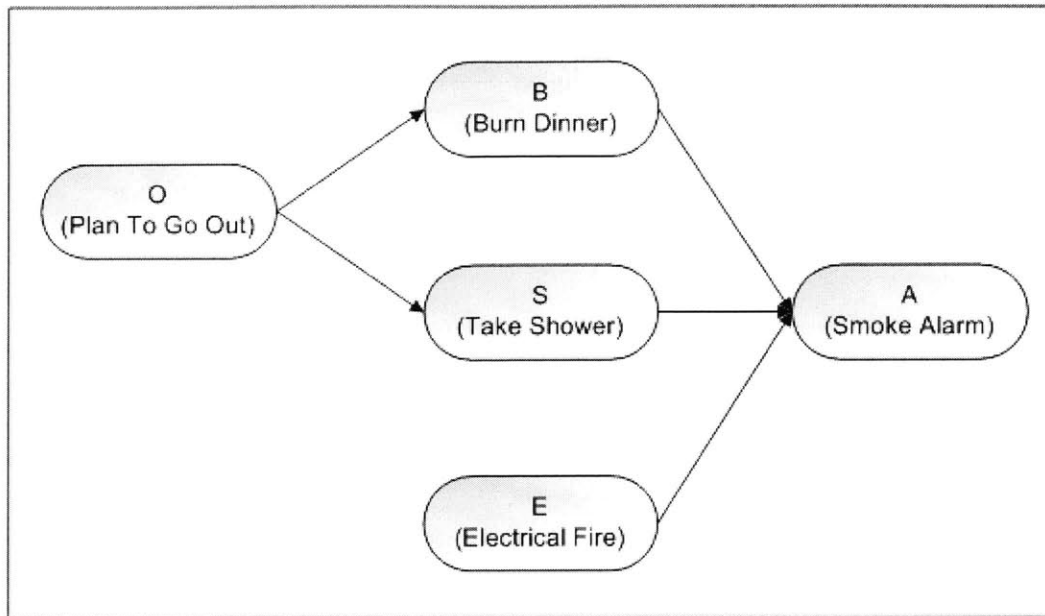 B
(Burn Dinner)
O
(Plan To Go Out)
S
(Take Shower)
A
(Smoke Alarm)
E
(Electrical Fire)